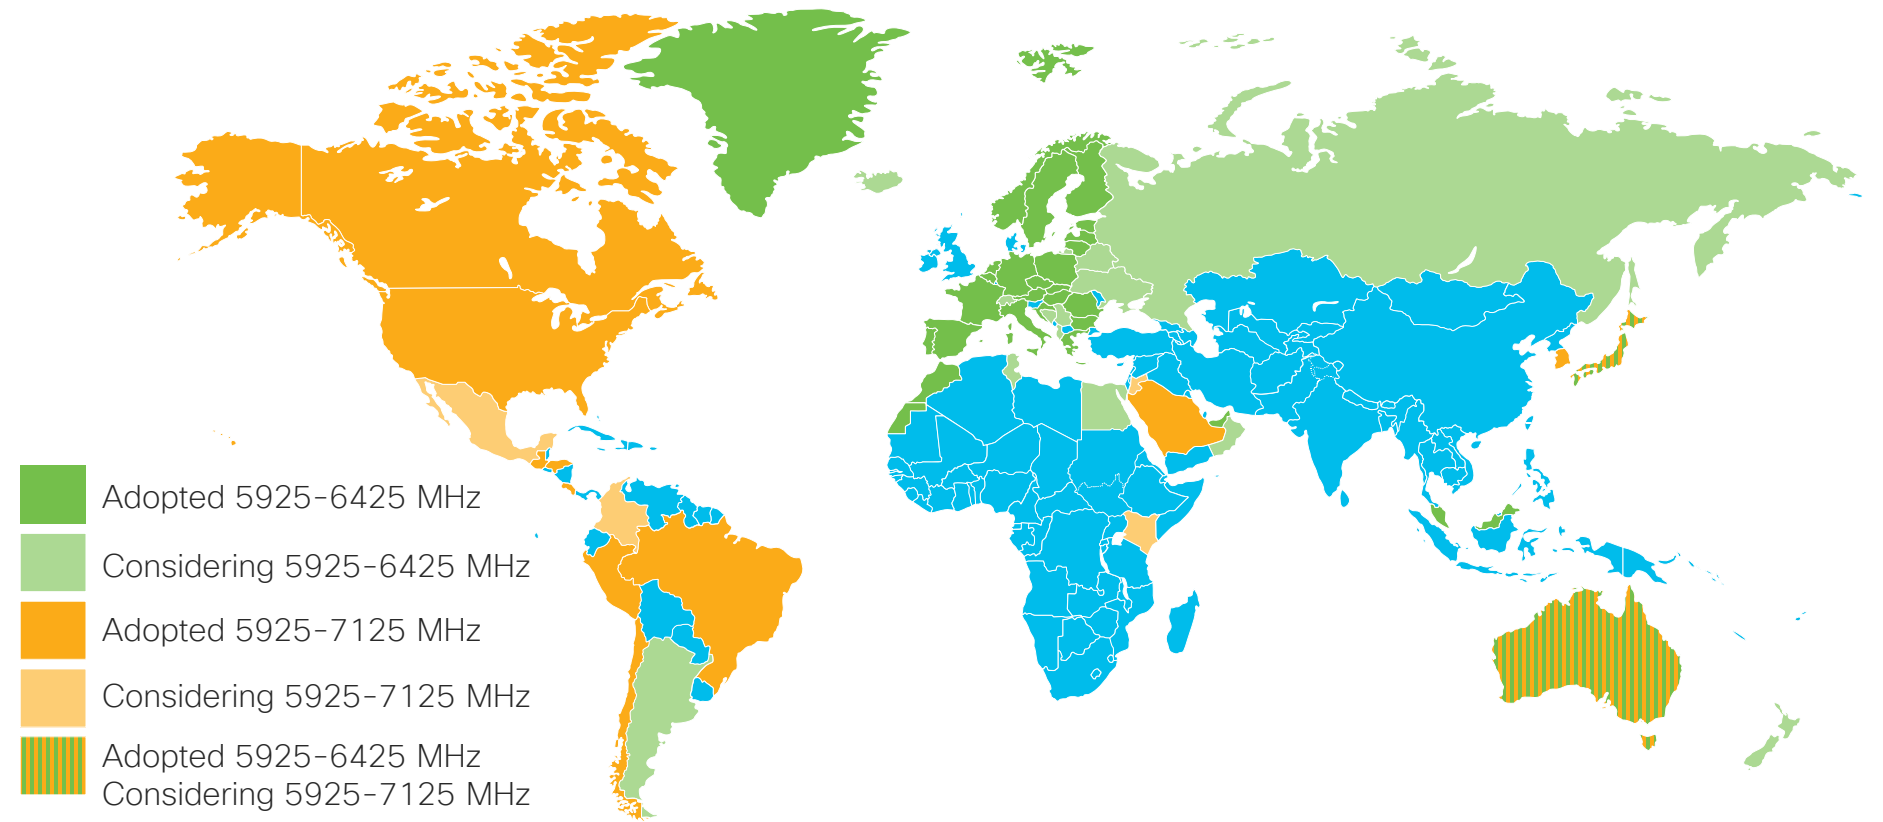 Adopted 5925-6425 MHz
Considering 5925-6425 MHz
Adopted 5925-7125 MHz
Considering 5925-7125 MHz
Adopted 5925-6425 MHz
Considering 5925-7125 MHz